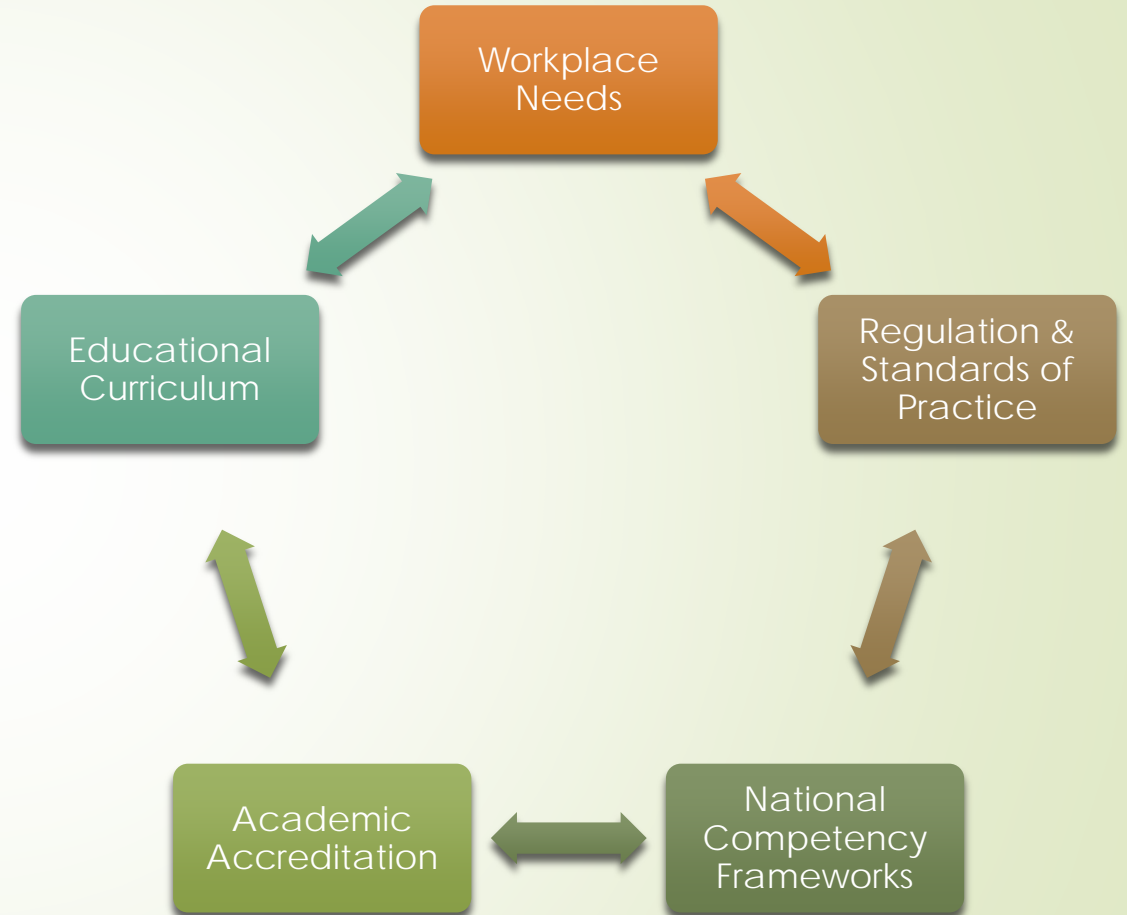 Workplace
Needs
Educational
Curriculum
Regulation &
Standards of
Practice
Academic
Accreditation
National
Competency
Frameworks